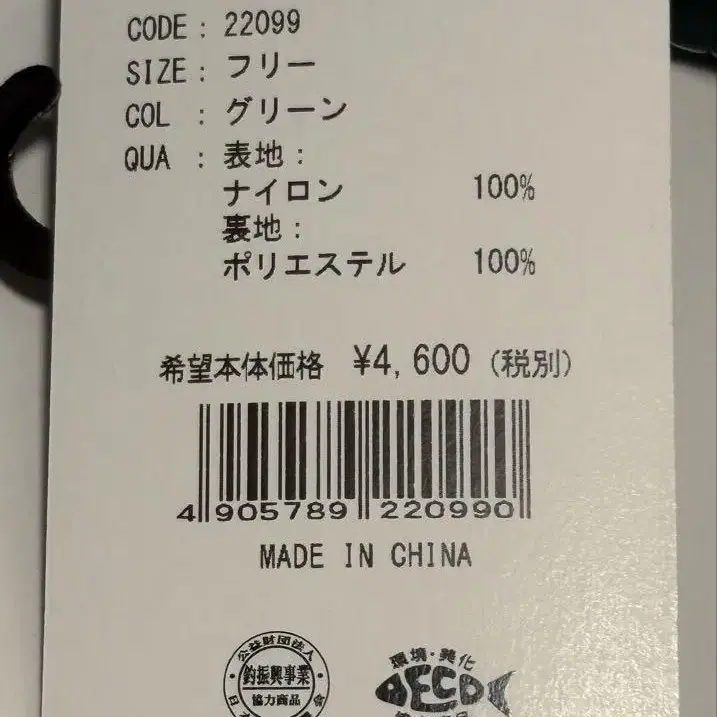 CODE : 22099
SIZE : フリー
COL : グリーン
QUA : 表地 :
ナイロン 100%
裏地 :
ポリエステル 100%
希望本体価格 ¥4,600 (税別)
4 905789 220990
MADE IN CHINA
公益財団法人
釣振興事業
協力商品
環境・美化